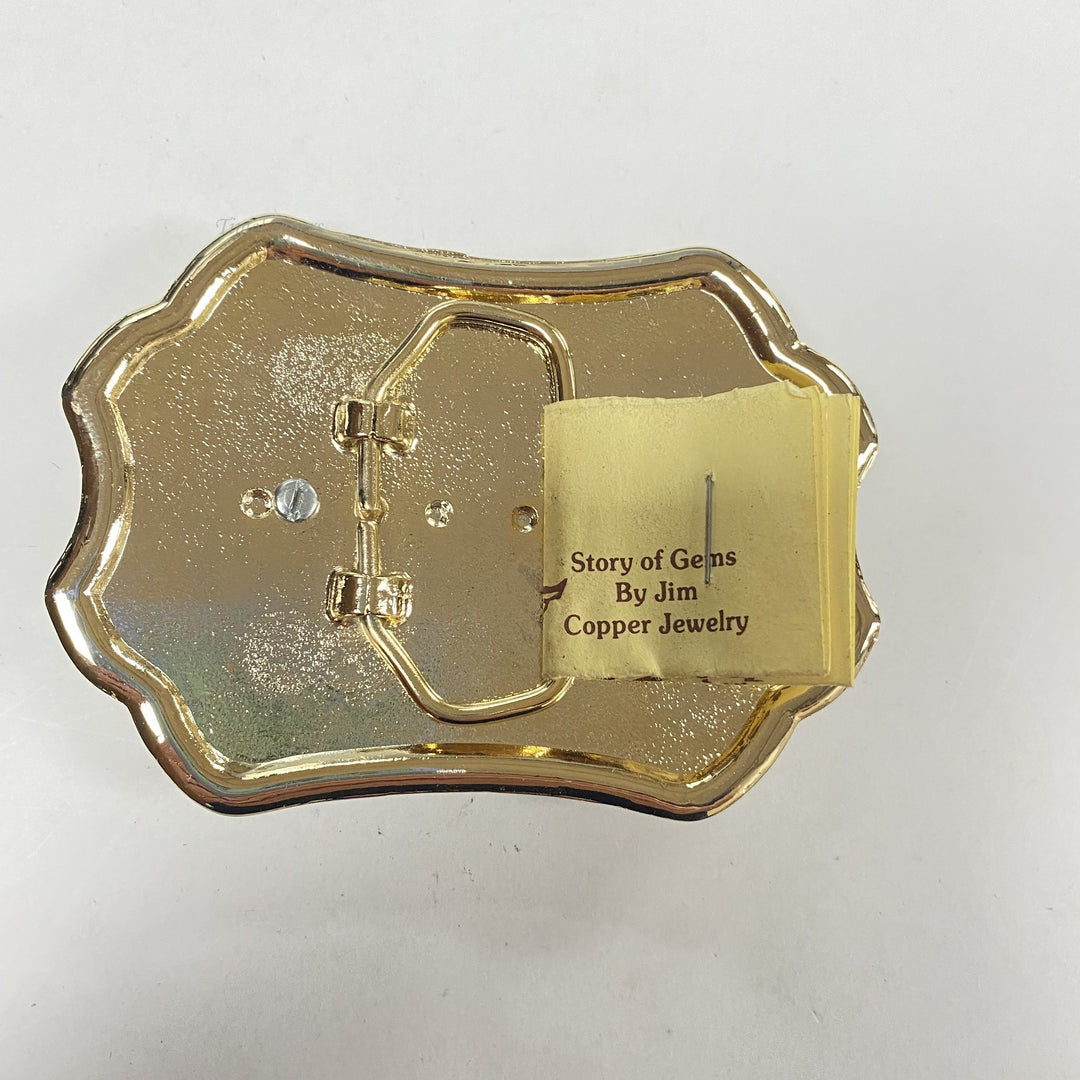 Story of Gems
By Jim
Copper Jewelry